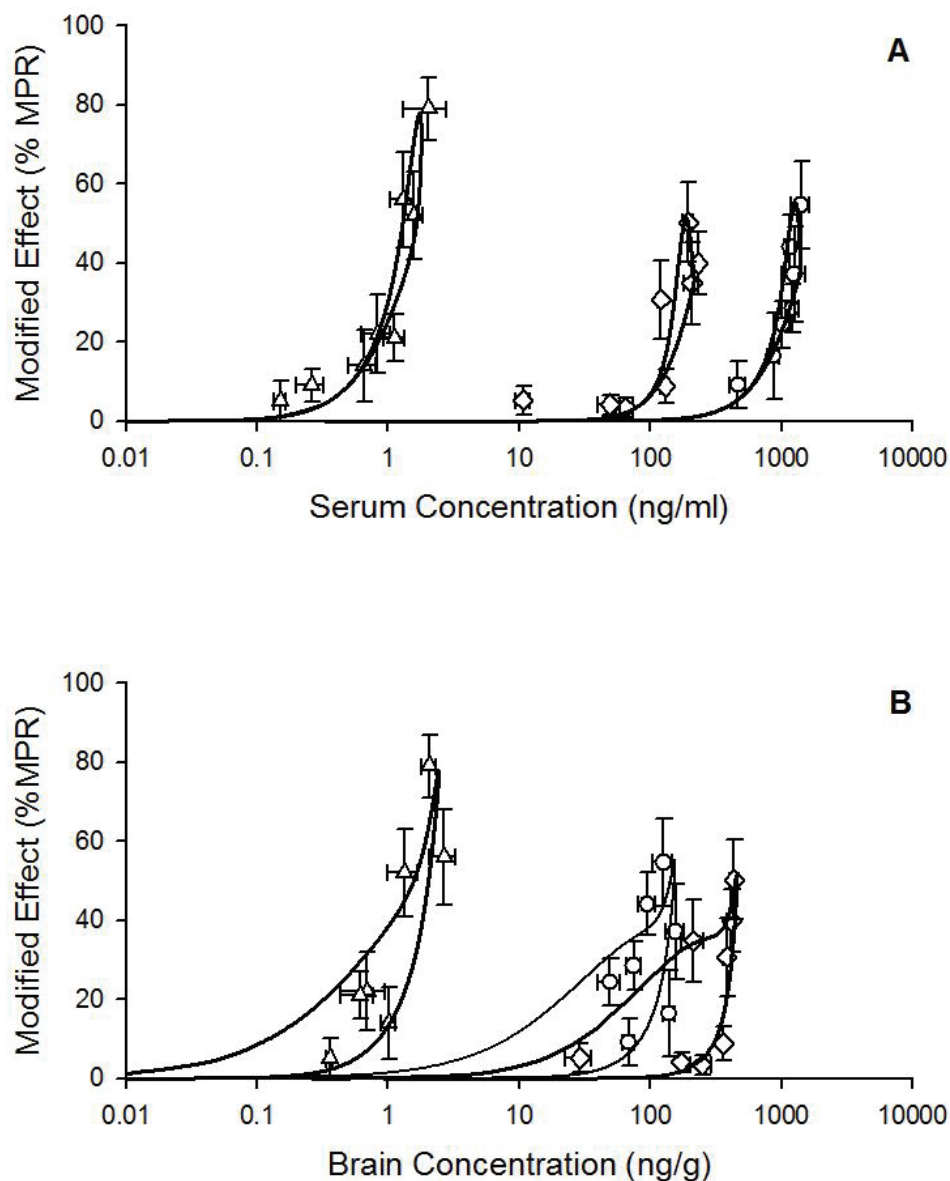 A
Modified Effect (% MPR)
100
80
60
40
20
0
0.01 0.1 1 10 100 1000 10000
Serum Concentration (ng/ml)
B
Modified Effect (%MPR)
100
80
60
40
20
0
0.01 0.1 1 10 100 1000 10000
Brain Concentration (ng/g)